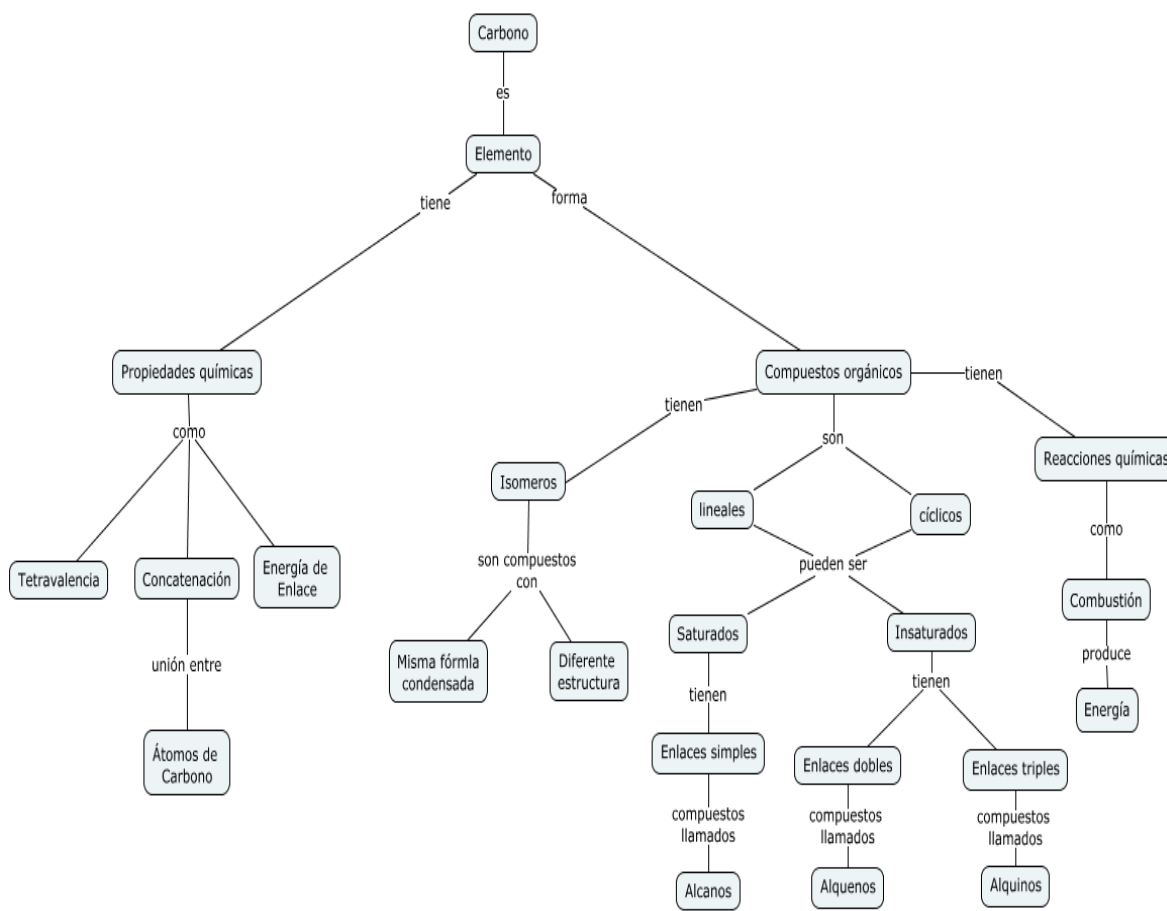 Carbono
es
Elemento
tiene
forma
Propiedades químicas
como
Tetravalencia
Concatenación
Energía de
Enlace
unión entre
Átomos de
Carbono
Compuestos orgánicos
tienen
Isomeros
son compuestos
con
Misma fórmla
condensada
Diferente
estructura
son
lineales
cíclicos
pueden ser
Saturados
Insaturados
tienen
Enlaces simples
compuestos
llamados
Alcanos
tienen
Enlaces dobles
Enlaces triples
compuestos
llamados
compuestos
llamados
Alquenos
Alquinos
tienen
Reacciones químicas
como
Combustión
produce
Energía